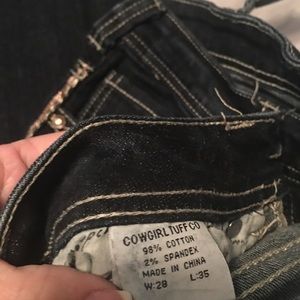 COWGIRLTUFFCO
98% COTTON
2% SPANDEX
MADE IN CHINA
W:28 L:35